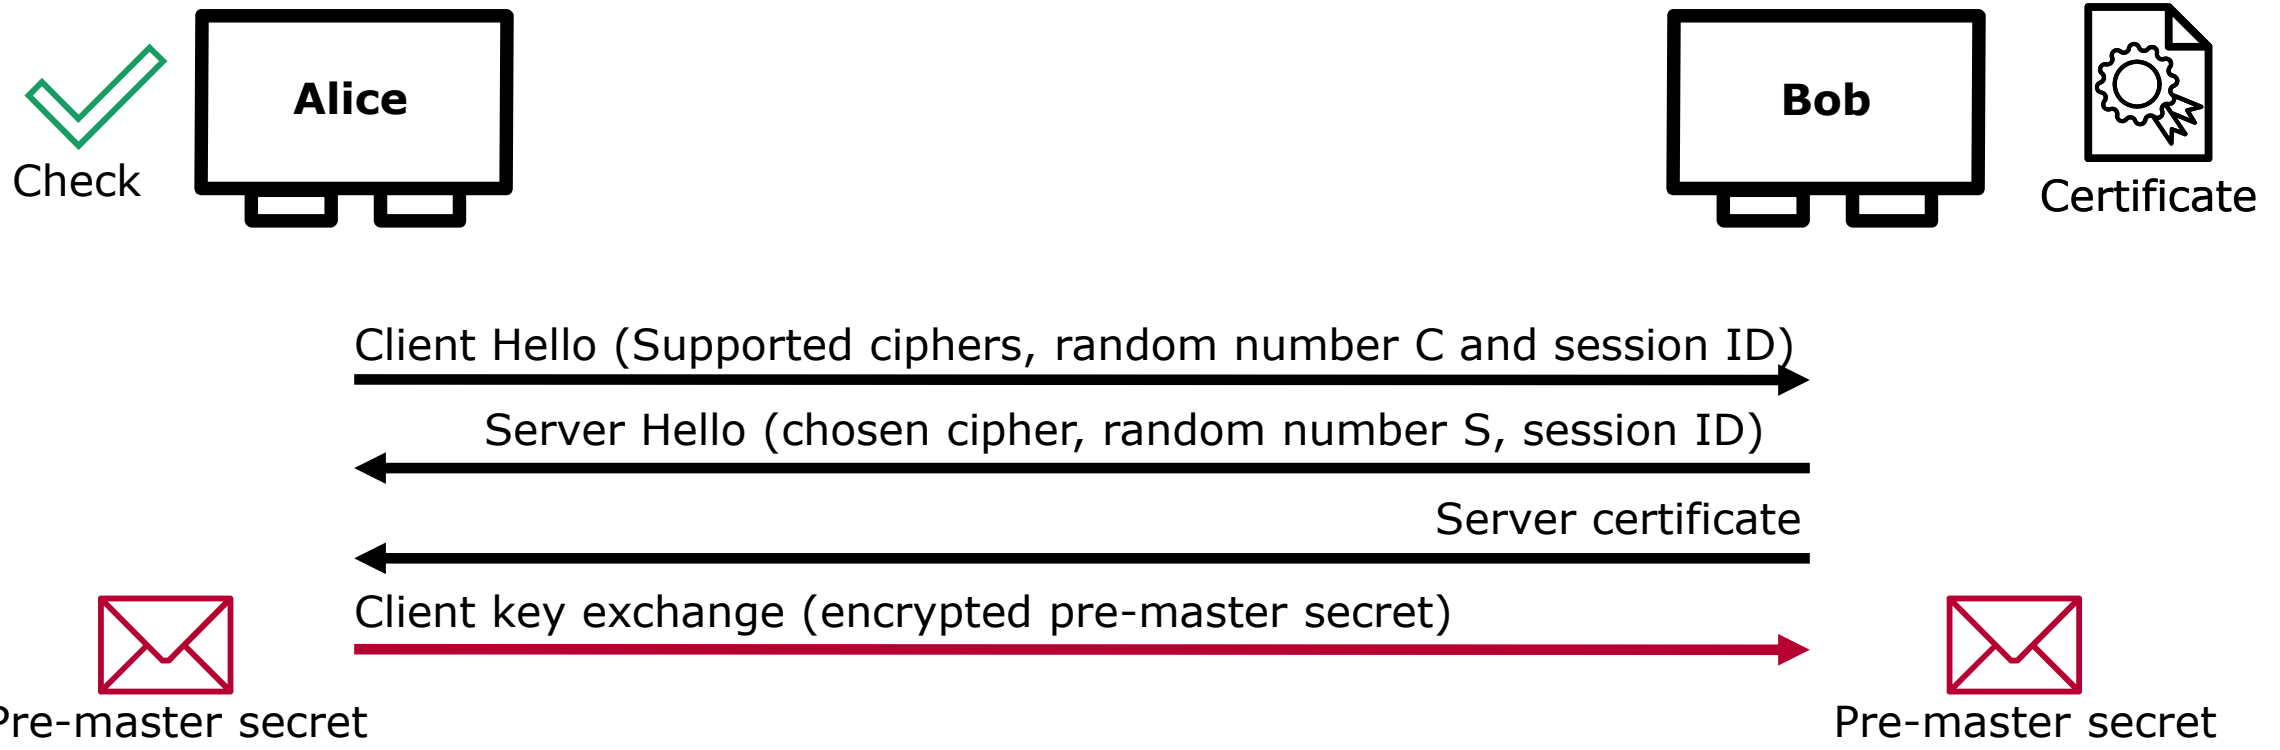 Alice
Bob
Check
Certificate
Client Hello (Supported ciphers, random number C and session ID)
Server Hello (chosen cipher, random number S, session ID)
Server certificate
Client key exchange (encrypted pre-master secret)
Pre-master secret
Pre-master secret